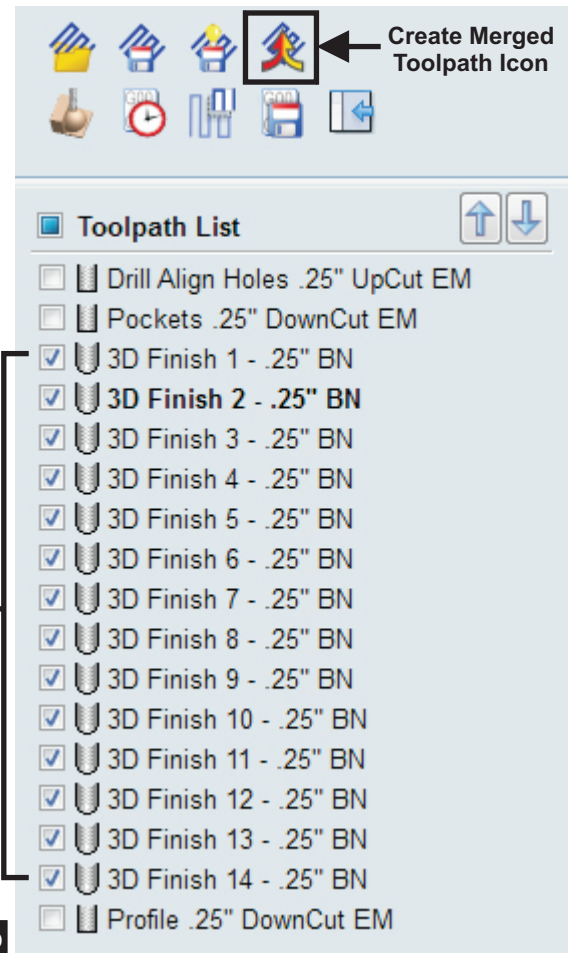 Create Merged
Toolpath Icon
Toolpath List
Drill Align Holes .25" UpCut EM
Pockets .25" DownCut EM
3D Finish 1 - .25" BN
3D Finish 2 - .25" BN
3D Finish 3 - .25" BN
3D Finish 4 - .25" BN
3D Finish 5 - .25" BN
3D Finish 6 - .25" BN
3D Finish 7 - .25" BN
3D Finish 8 - .25" BN
3D Finish 9 - .25" BN
3D Finish 10 - .25" BN
3D Finish 11 - .25" BN
3D Finish 12 - .25" BN
3D Finish 13 - .25" BN
3D Finish 14 - .25" BN
Profile .25" DownCut EM